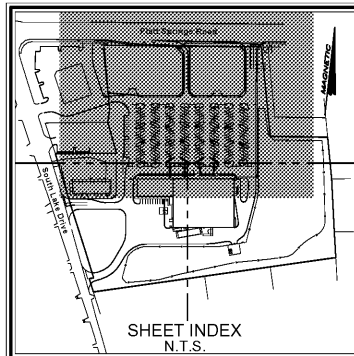 Platt Springs Road
MAGNETIC
South Lake Drive
SHEET INDEX
N.T.S.